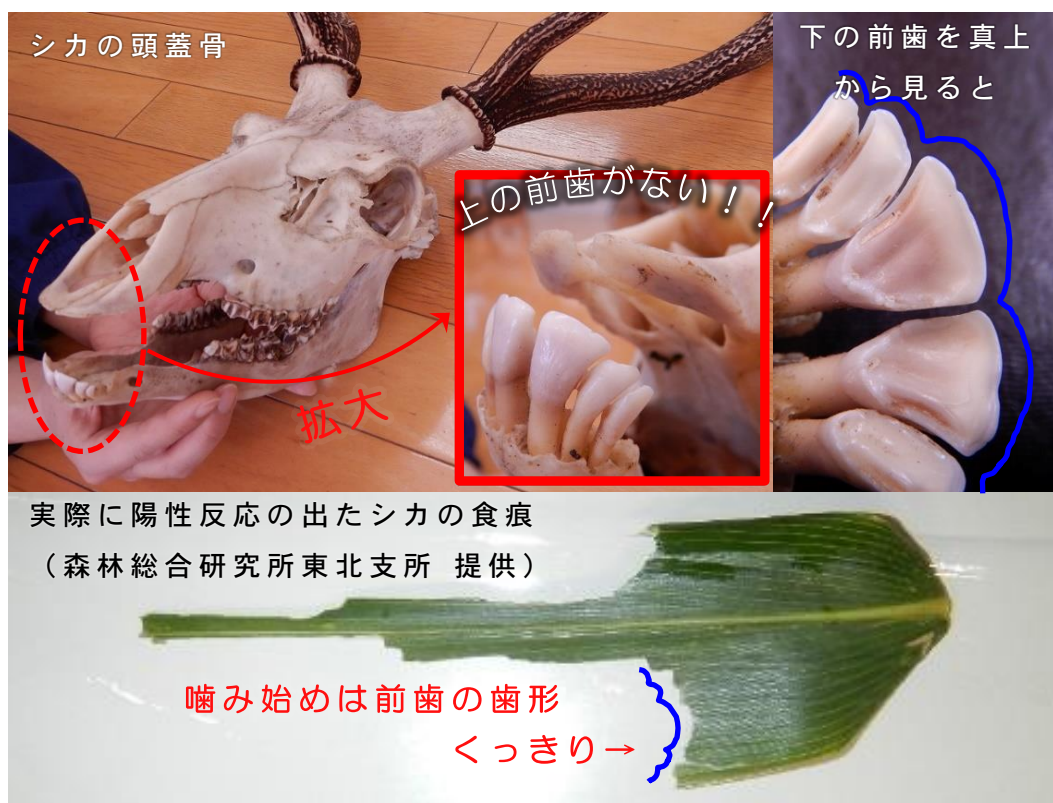 シカの頭蓋骨
下の前歯を真上
から見ると
上の前歯がない！！
拡大
実際に陽性反応の出たシカの食痕
（森林総合研究所東北支所 提供）
噛み始めは前歯の歯形
くっきり→